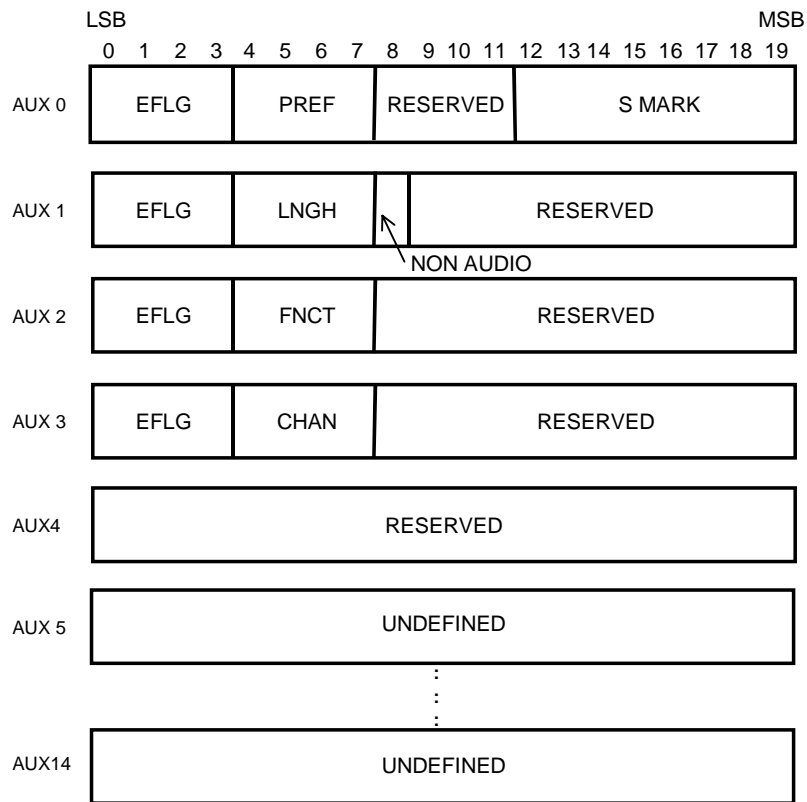 LSB MSB
0 1 2 3 4 5 6 7 8 9 10 11 12 13 14 15 16 17 18 19
AUX 0 EFLG PREF RESERVED S MARK
AUX 1 EFLG LNGH RESERVED
NON AUDIO
AUX 2 EFLG FNCT RESERVED
AUX 3 EFLG CHAN RESERVED
AUX4 RESERVED
AUX 5 UNDEFINED
AUX14 UNDEFINED